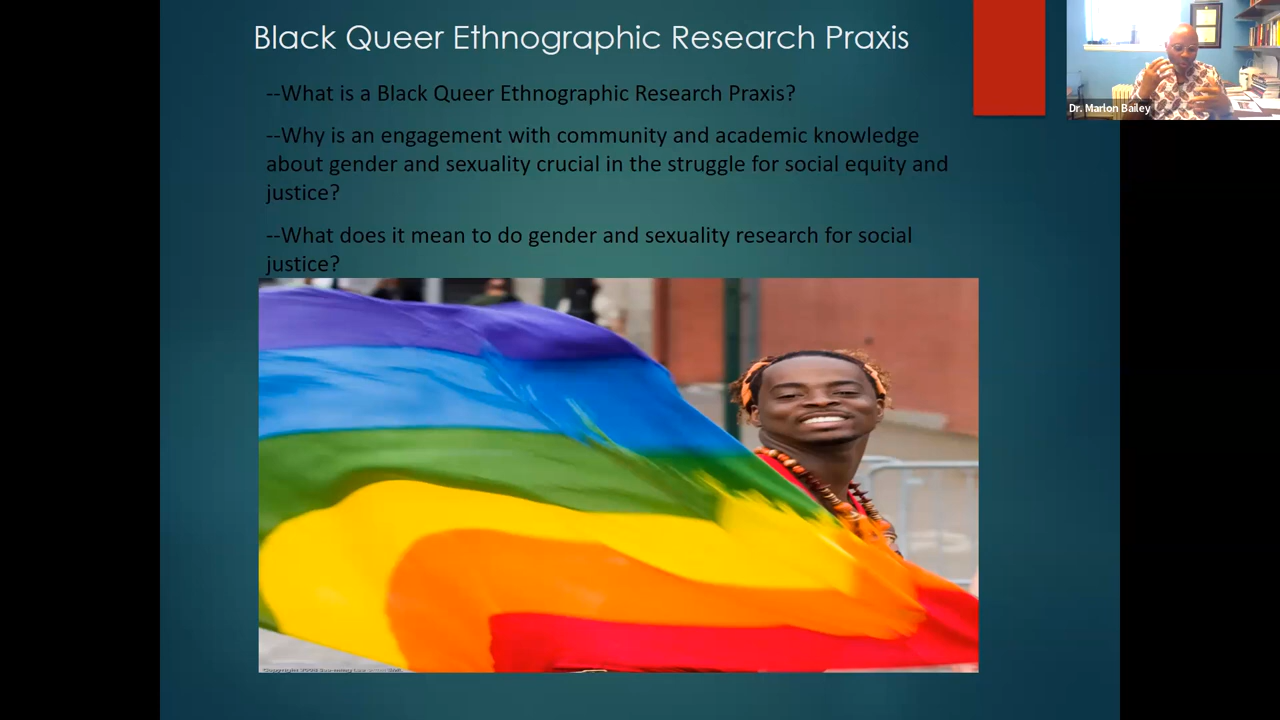 Black Queer Ethnographic Research Praxis
--What is a Black Queer Ethnographic Research Praxis?
--Why is an engagement with community and academic knowledge
about gender and sexuality crucial in the struggle for social equity and
justice?
--What does it mean to do gender and sexuality research for social
justice?
Dr. Marlon Bailey